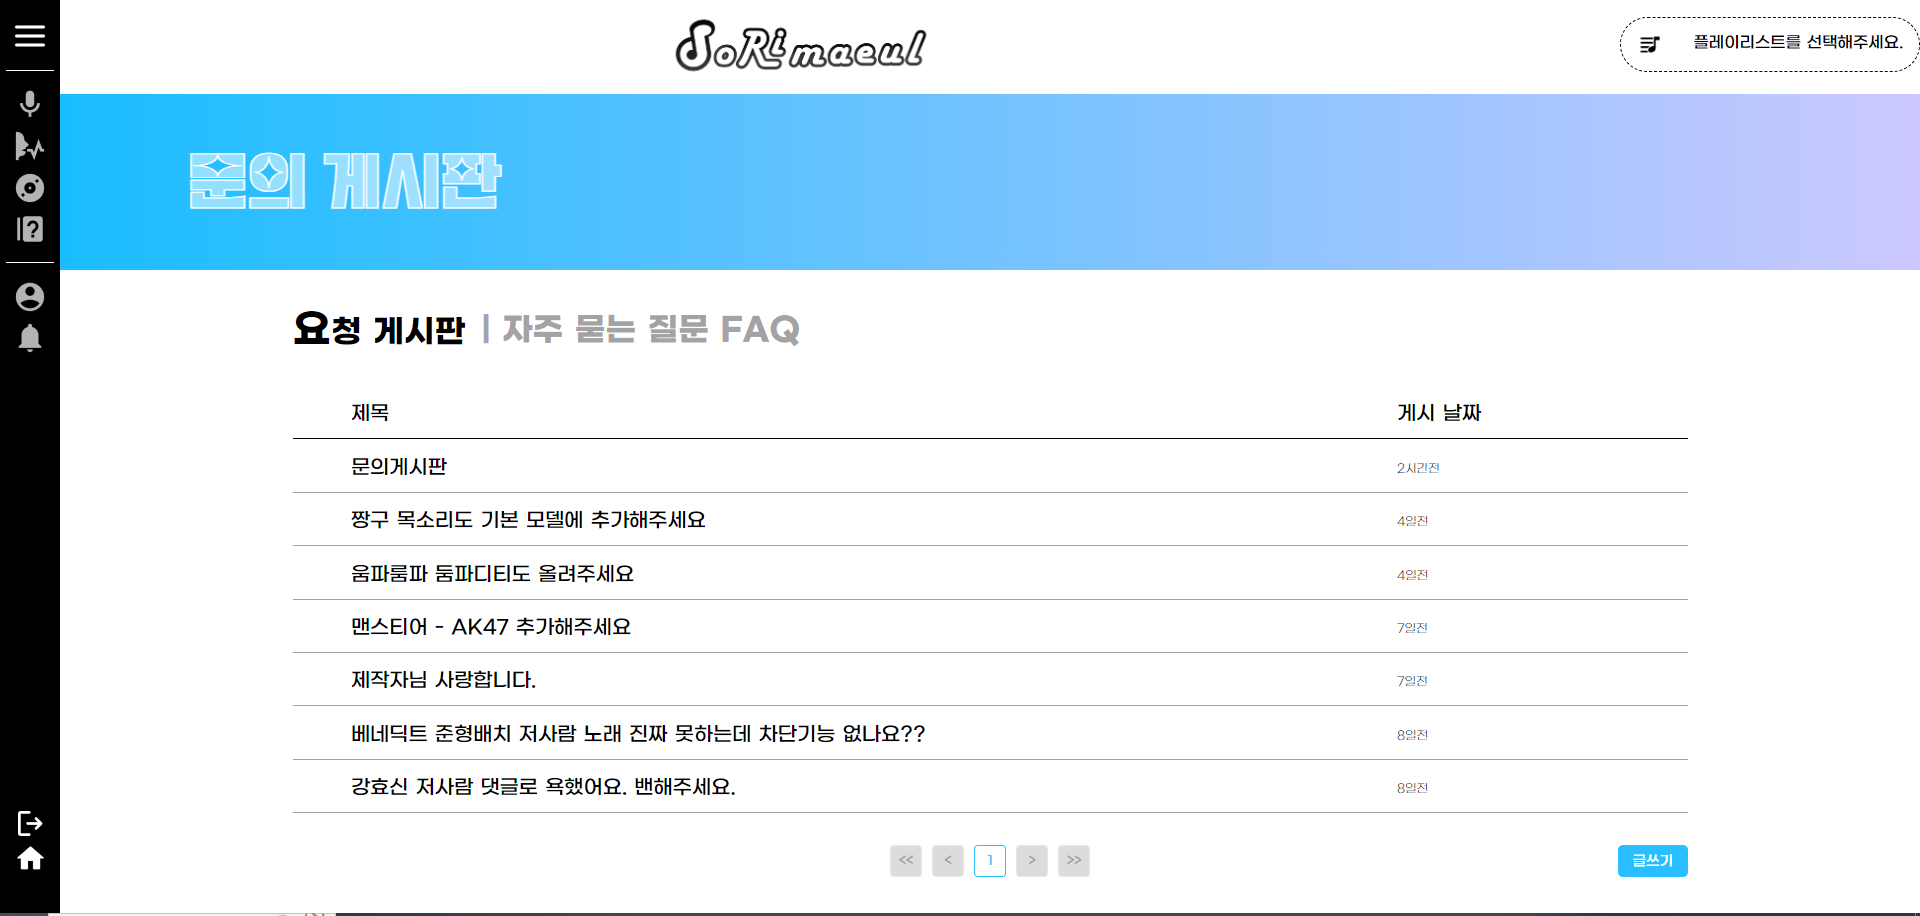 SoRimaeul
플레이리스트를 선택해주세요.
문의 게시판
요청 게시판 | 자주 묻는 질문 FAQ
제목 게시 날짜
문의게시판 2시간전
짱구 목소리도 기본 모델에 추가해주세요 4일전
움파룸파 둠파디티도 올려주세요 4일전
맨스티어 - AK47 추가해주세요 7일전
제작자님 사랑합니다. 7일전
베네딕트 준형배치 저사람 노래 진짜 못하는데 차단기능 없나요?? 8일전
강효신 저사람 댓글로 욕했어요. 밴해주세요. 8일전
<< < 1 > >> 글쓰기